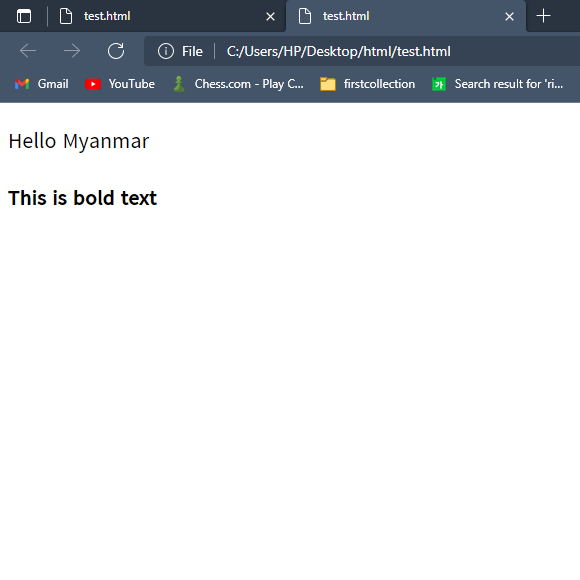 test.html
test.html
File
C:/Users/HP/Desktop/html/test.html
Gmail
YouTube
Chess.com - Play C...
firstcollection
가
Search result for 'ri...
Hello Myanmar
This is bold text